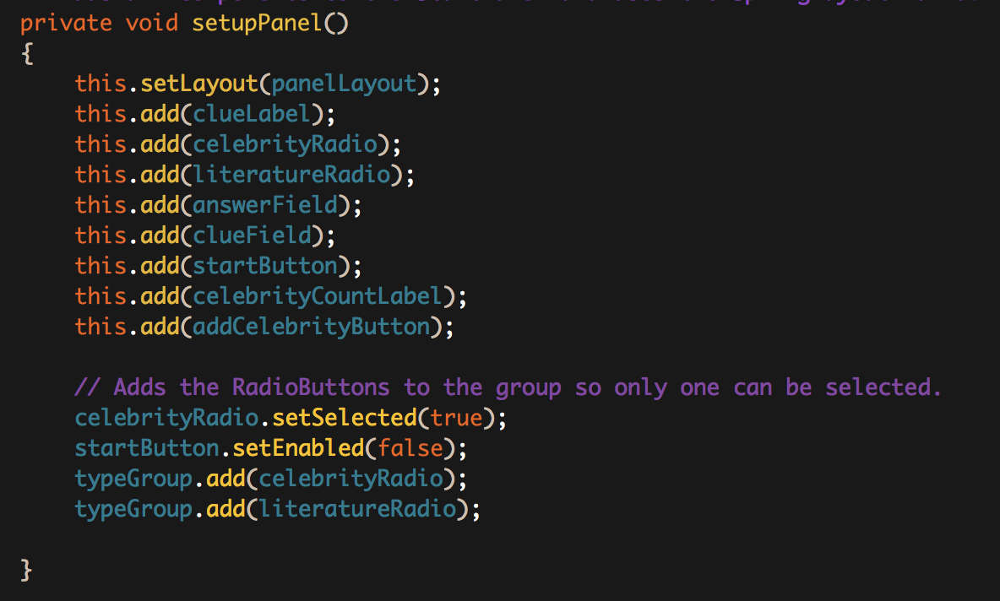 private void setupPanel()
{
    this.setLayout(panelLayout);
    this.add(clueLabel);
    this.add(celebrityRadio);
    this.add(literatureRadio);
    this.add(answerField);
    this.add(clueField);
    this.add(startButton);
    this.add(celebrityCountLabel);
    this.add(addCelebrityButton);

    // Adds the RadioButtons to the group so only one can be selected.
    celebrityRadio.setSelected(true);
    startButton.setEnabled(false);
    typeGroup.add(celebrityRadio);
    typeGroup.add(literatureRadio);

}